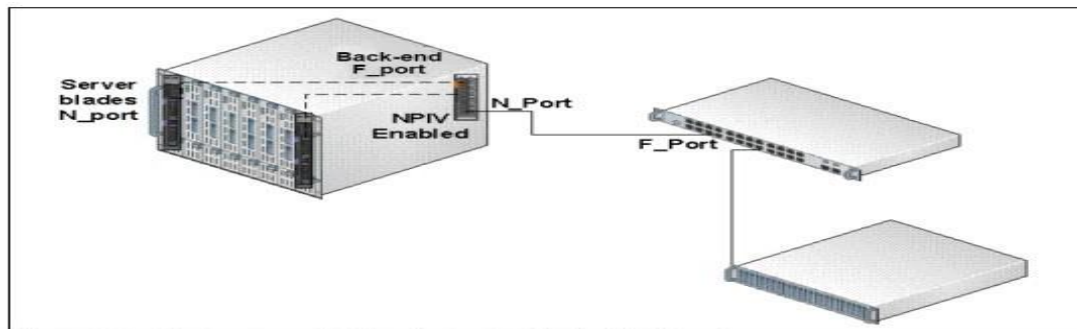 Back-end
F_port
Server
blades
N_port
N_Port
NPIV
Enabled
F_Port